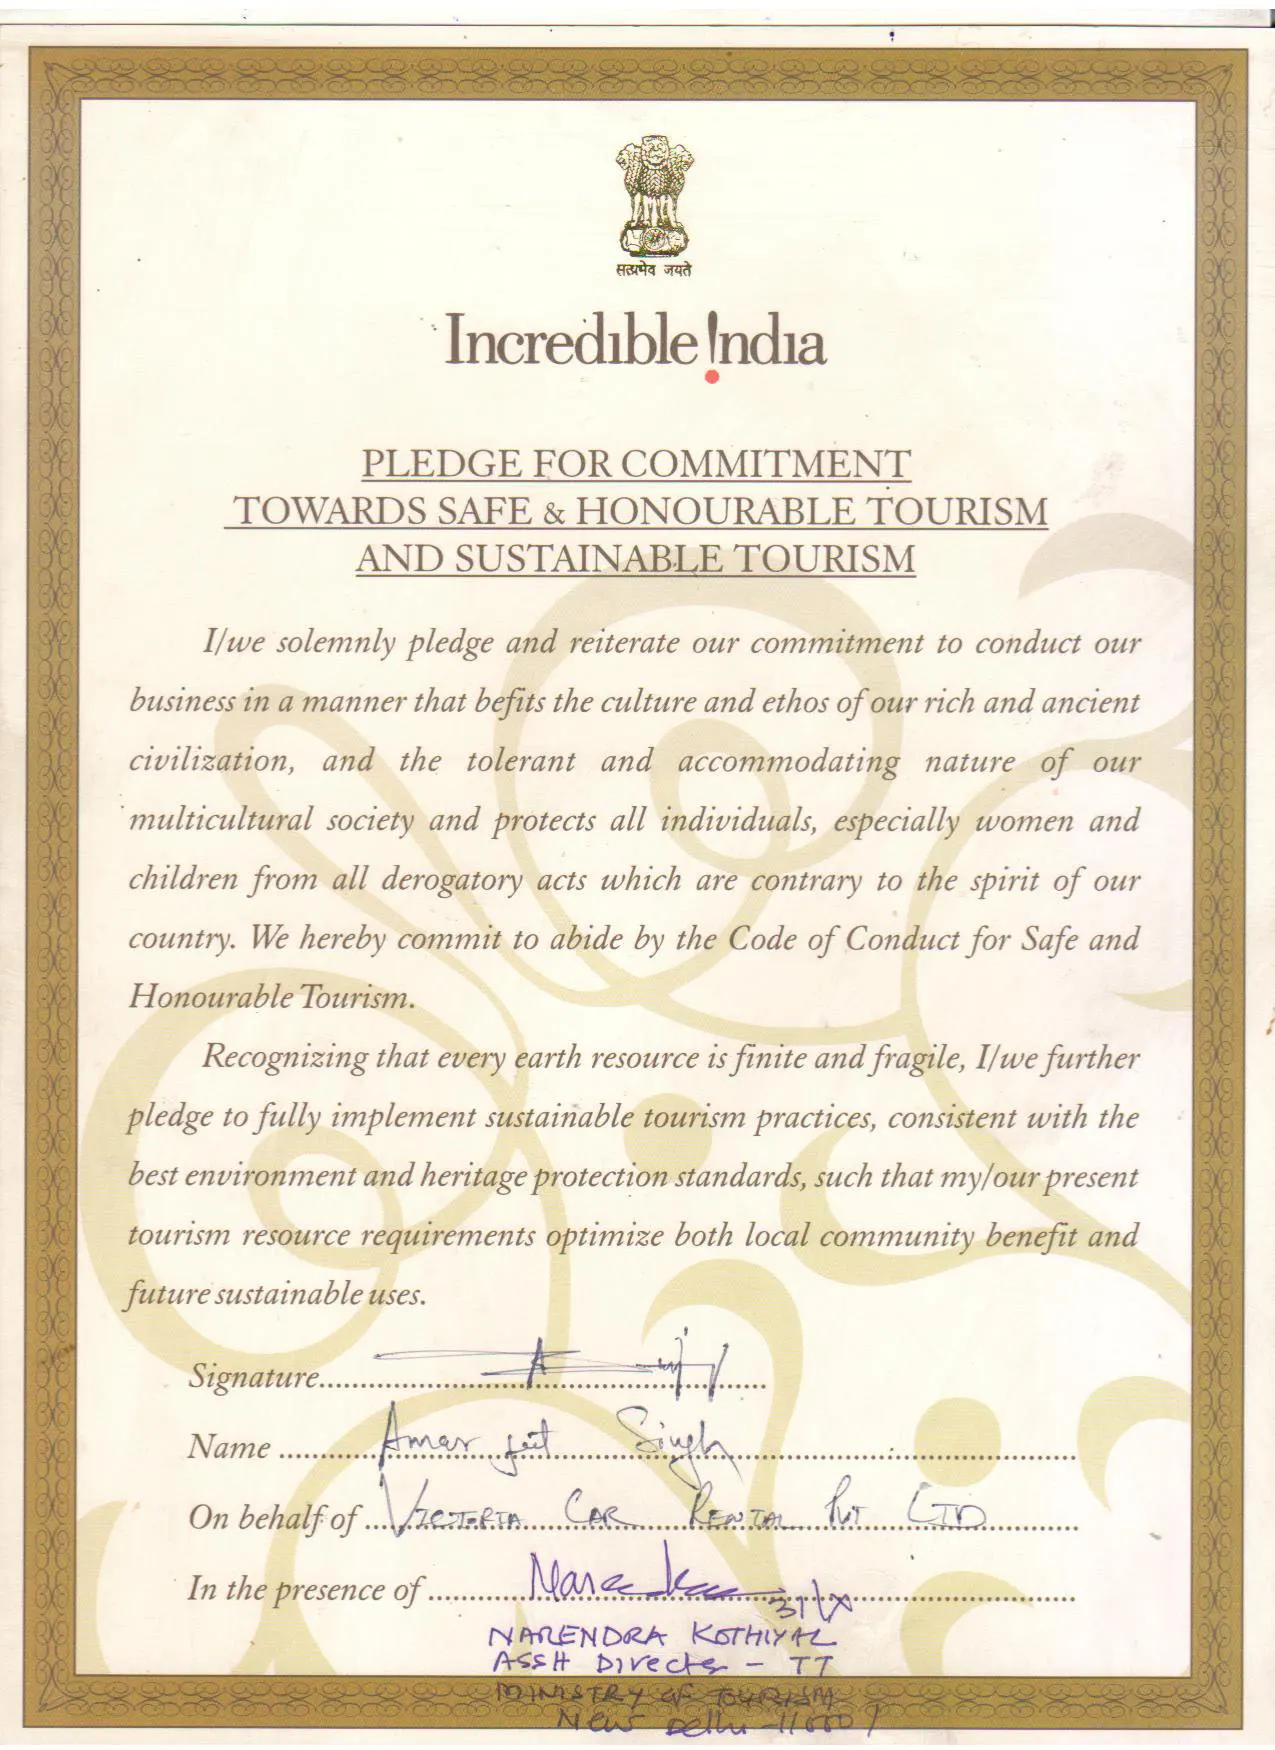 सत्यमेव जयते
Incredible !ndia
PLEDGE FOR COMMITMENT
TOWARDS SAFE & HONOURABLE TOURISM
AND SUSTAINABLE TOURISM
I/we solemnly pledge and reiterate our commitment to conduct our
business in a manner that befits the culture and ethos of our rich and ancient
civilization, and the tolerant and accommodating nature of our
multicultural society and protects all individuals, especially women and
children from all derogatory acts which are contrary to the spirit of our
country. We hereby commit to abide by the Code of Conduct for Safe and
Honourable Tourism.
Recognizing that every earth resource is finite and fragile, I/we further
pledge to fully implement sustainable tourism practices, consistent with the
best environment and heritage protection standards, such that my/our present
tourism resource requirements optimize both local community benefit and
future sustainable uses.
Signature
Name Amar jeet Singh
On behalf of VICTORIA CAR RENTAL Pvt LTD
In the presence of Narendra
31/X
NARENDRA KOTHIYAL
ASSTT Director - TT
MINISTRY OF TOURISM
New Delhi - 110001